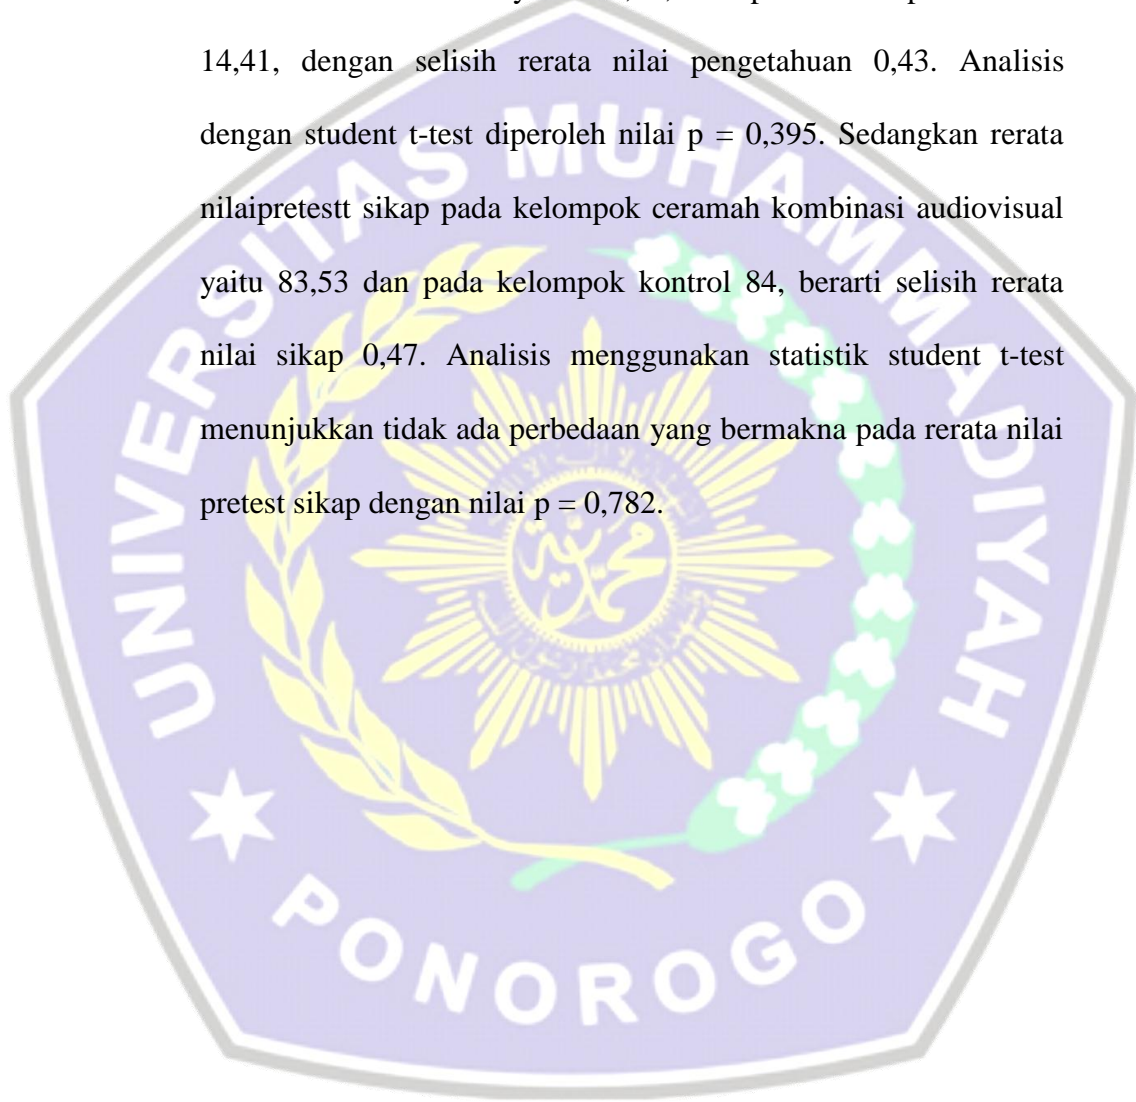 14,41, dengan selisih rerata nilai pengetahuan 0,43. Analisis
dengan student t-test diperoleh nilai p = 0,395. Sedangkan rerata
nilaipretestt sikap pada kelompok ceramah kombinasi audiovisual
yaitu 83,53 dan pada kelompok kontrol 84, berarti selisih rerata
nilai sikap 0,47. Analisis menggunakan statistik student t-test
menunjukkan tidak ada perbedaan yang bermakna pada rerata nilai
pretest sikap dengan nilai p = 0,782.
UNIVERSITAS MUHAMMADIYAH
PONOROGO
محمدية